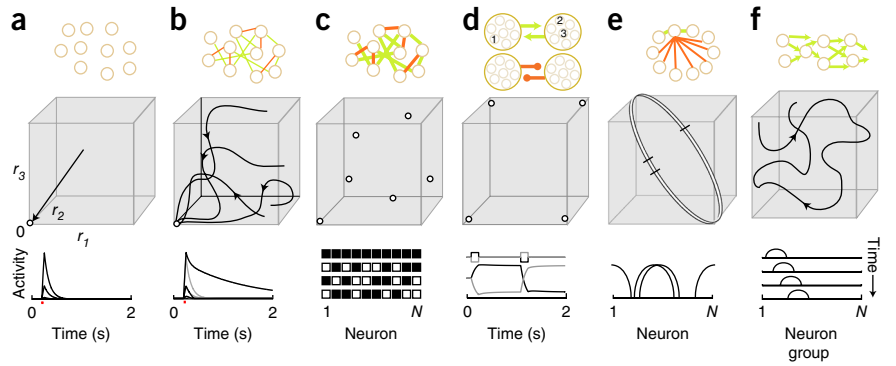 a b c d e f
1 2 3
r3
r2
0
r1
Activity
0 2
Time (s)
0 2
Time (s)
1 N
Neuron
0 2
Time (s)
1 N
Neuron
1 N
Neuron
group
Time